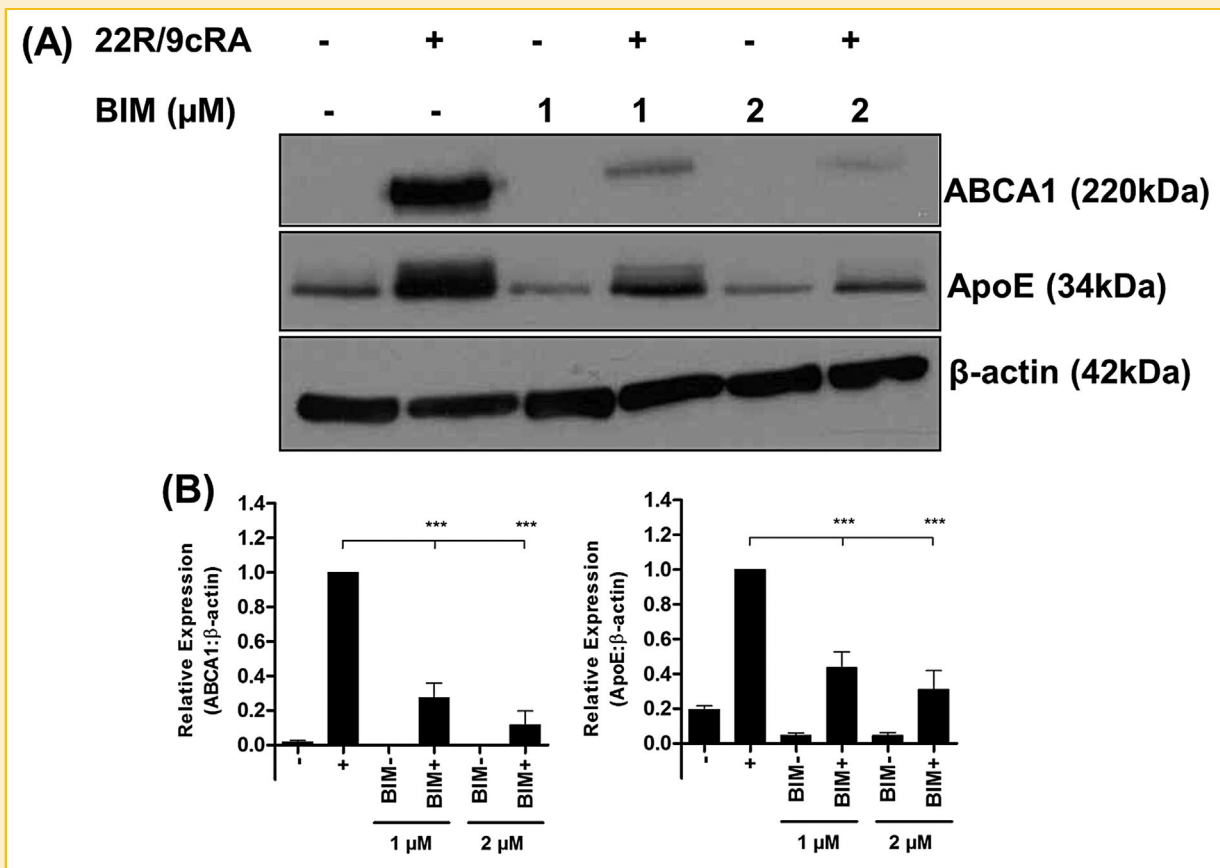 (A) 22R/9cRA - + - + - +
BIM (µM) - - 1 1 2 2
ABCA1 (220kDa)
ApoE (34kDa)
β-actin (42kDa)
(B)
Relative Expression
(ABCA1:β-actin)
1.4
1.2
1.0
0.8
0.6
0.4
0.2
0.0
*** ***
- + BIM- BIM+ BIM- BIM+
1 µM 2 µM
Relative Expression
(ApoE:β-actin)
1.4
1.2
1.0
0.8
0.6
0.4
0.2
0.0
*** ***
- + BIM- BIM+ BIM- BIM+
1 µM 2 µM